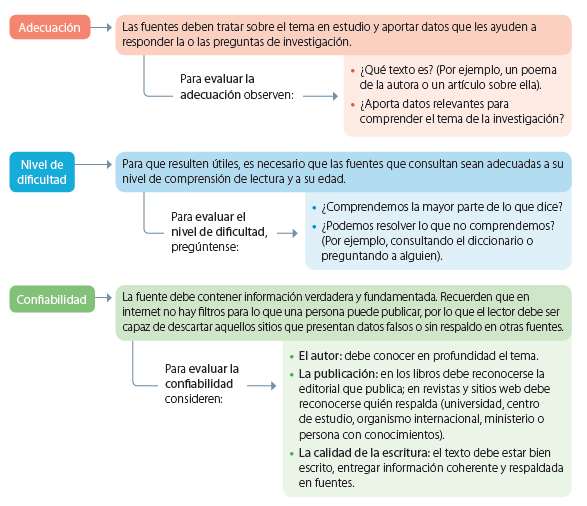 Adecuación
Las fuentes deben tratar sobre el tema en estudio y aportar datos que les ayuden a
responder la o las preguntas de investigación.
Para evaluar la
adecuación observen:
• ¿Qué texto es? (Por ejemplo, un poema
de la autora o un artículo sobre ella).
• ¿Aporta datos relevantes para
comprender el tema de la investigación?
Nivel de
dificultad
Para que resulten útiles, es necesario que las fuentes que consultan sean adecuadas a su
nivel de comprensión de lectura y a su edad.
Para evaluar el
nivel de dificultad,
pregúntense:
• ¿Comprendemos la mayor parte de lo que dice?
• ¿Podemos resolver lo que no comprendemos?
(Por ejemplo, consultando el diccionario o
preguntando a alguien).
Confiabilidad
La fuente debe contener información verdadera y fundamentada. Recuerden que en
internet no hay filtros para lo que una persona puede publicar, por lo que el lector debe ser
capaz de descartar aquellos sitios que presentan datos falsos o sin respaldo en otras fuentes.
Para evaluar la
confiabilidad
consideren:
• El autor: debe conocer en profundidad el tema.
• La publicación: en los libros debe reconocerse la
editorial que publica; en revistas y sitios web debe
reconocerse quién respalda (universidad, centro
de estudio, organismo internacional, ministerio o
persona con conocimientos).
• La calidad de la escritura: el texto debe estar bien
escrito, entregar información coherente y respaldada
en fuentes.